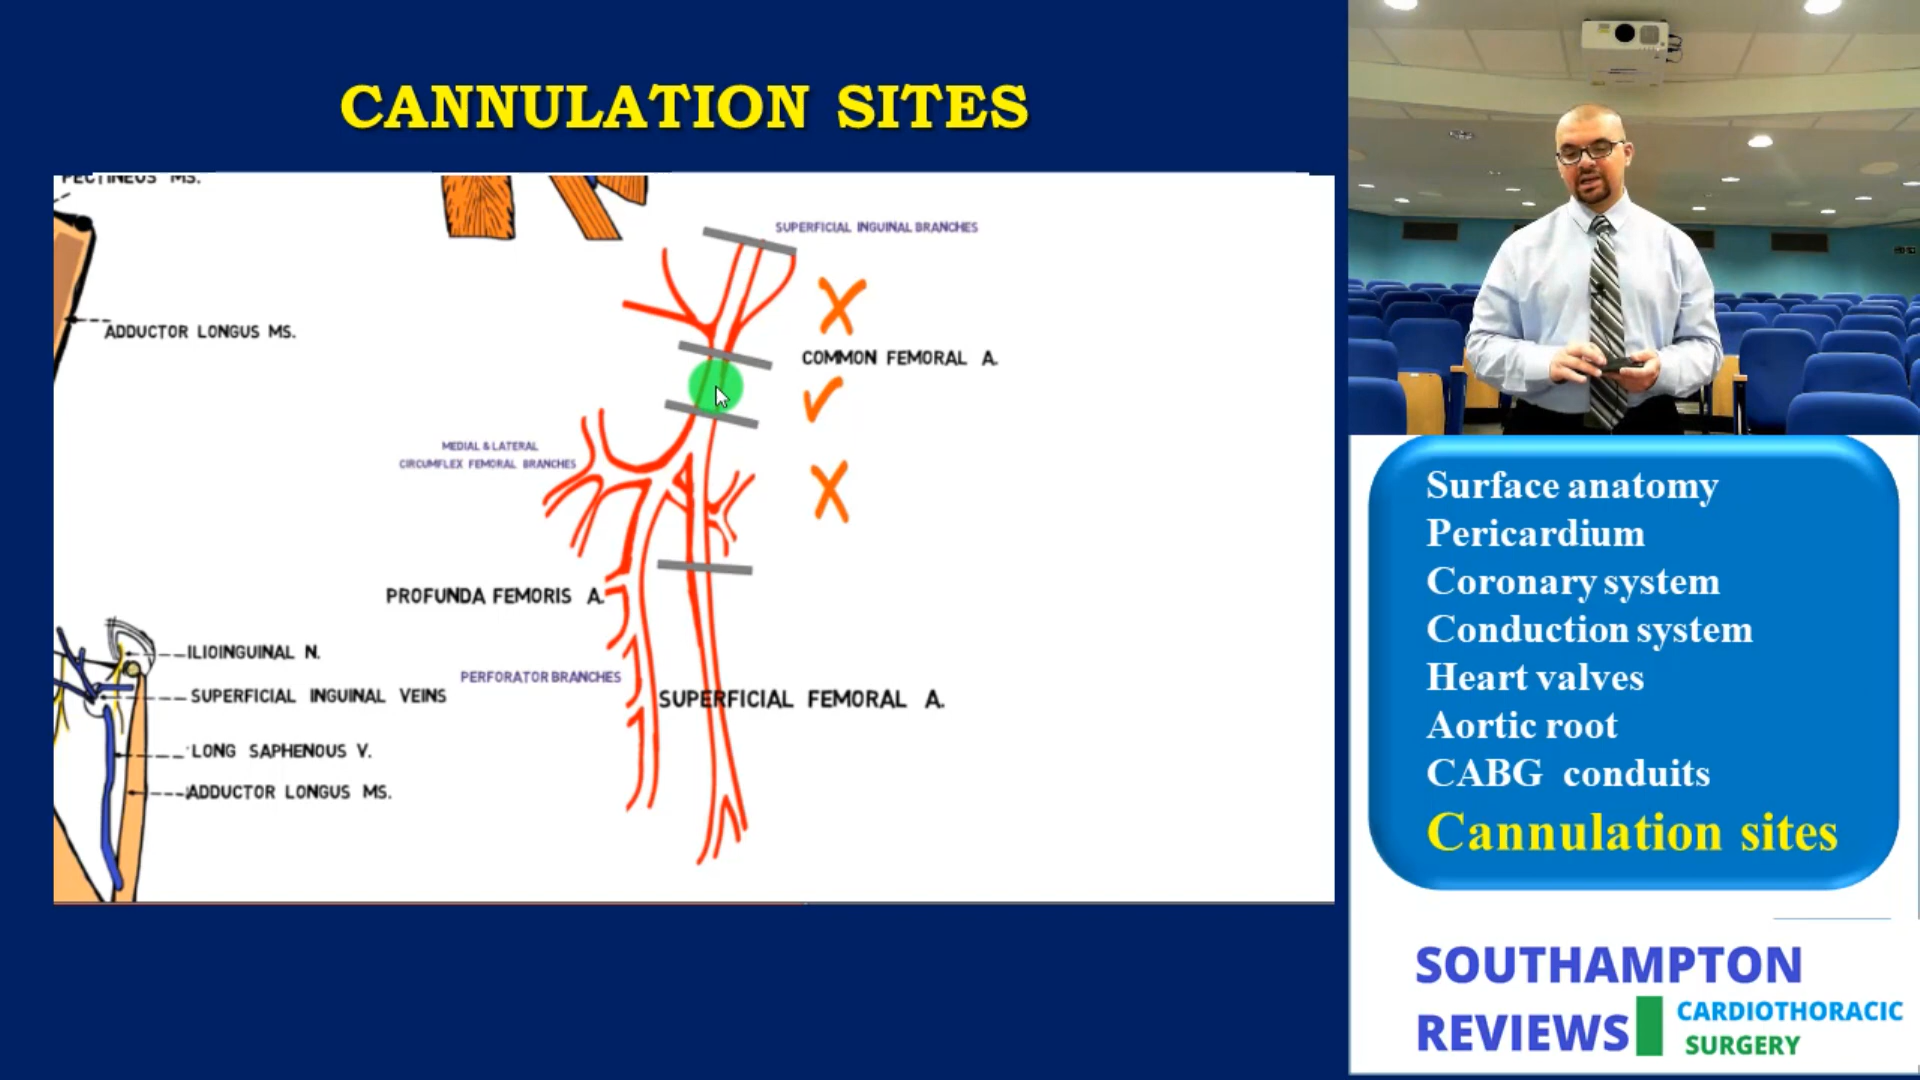 CANNULATION SITES
PECTINEUS MS.
SUPERFICIAL INGUINAL BRANCHES
ADDUCTOR LONGUS MS.
COMMON FEMORAL A.
MEDIAL & LATERAL
CIRCUMFLEX FEMORAL BRANCHES
PROFUNDA FEMORIS A.
ILIOINGUINAL N.
PERFORATOR BRANCHES
SUPERFICIAL INGUINAL VEINS
SUPERFICIAL FEMORAL A.
LONG SAPHENOUS V.
ADDUCTOR LONGUS MS.
Surface anatomy
Pericardium
Coronary system
Conduction system
Heart valves
Aortic root
CABG conduits
Cannulation sites
SOUTHAMPTON
REVIEWS
CARDIOTHORACIC
SURGERY